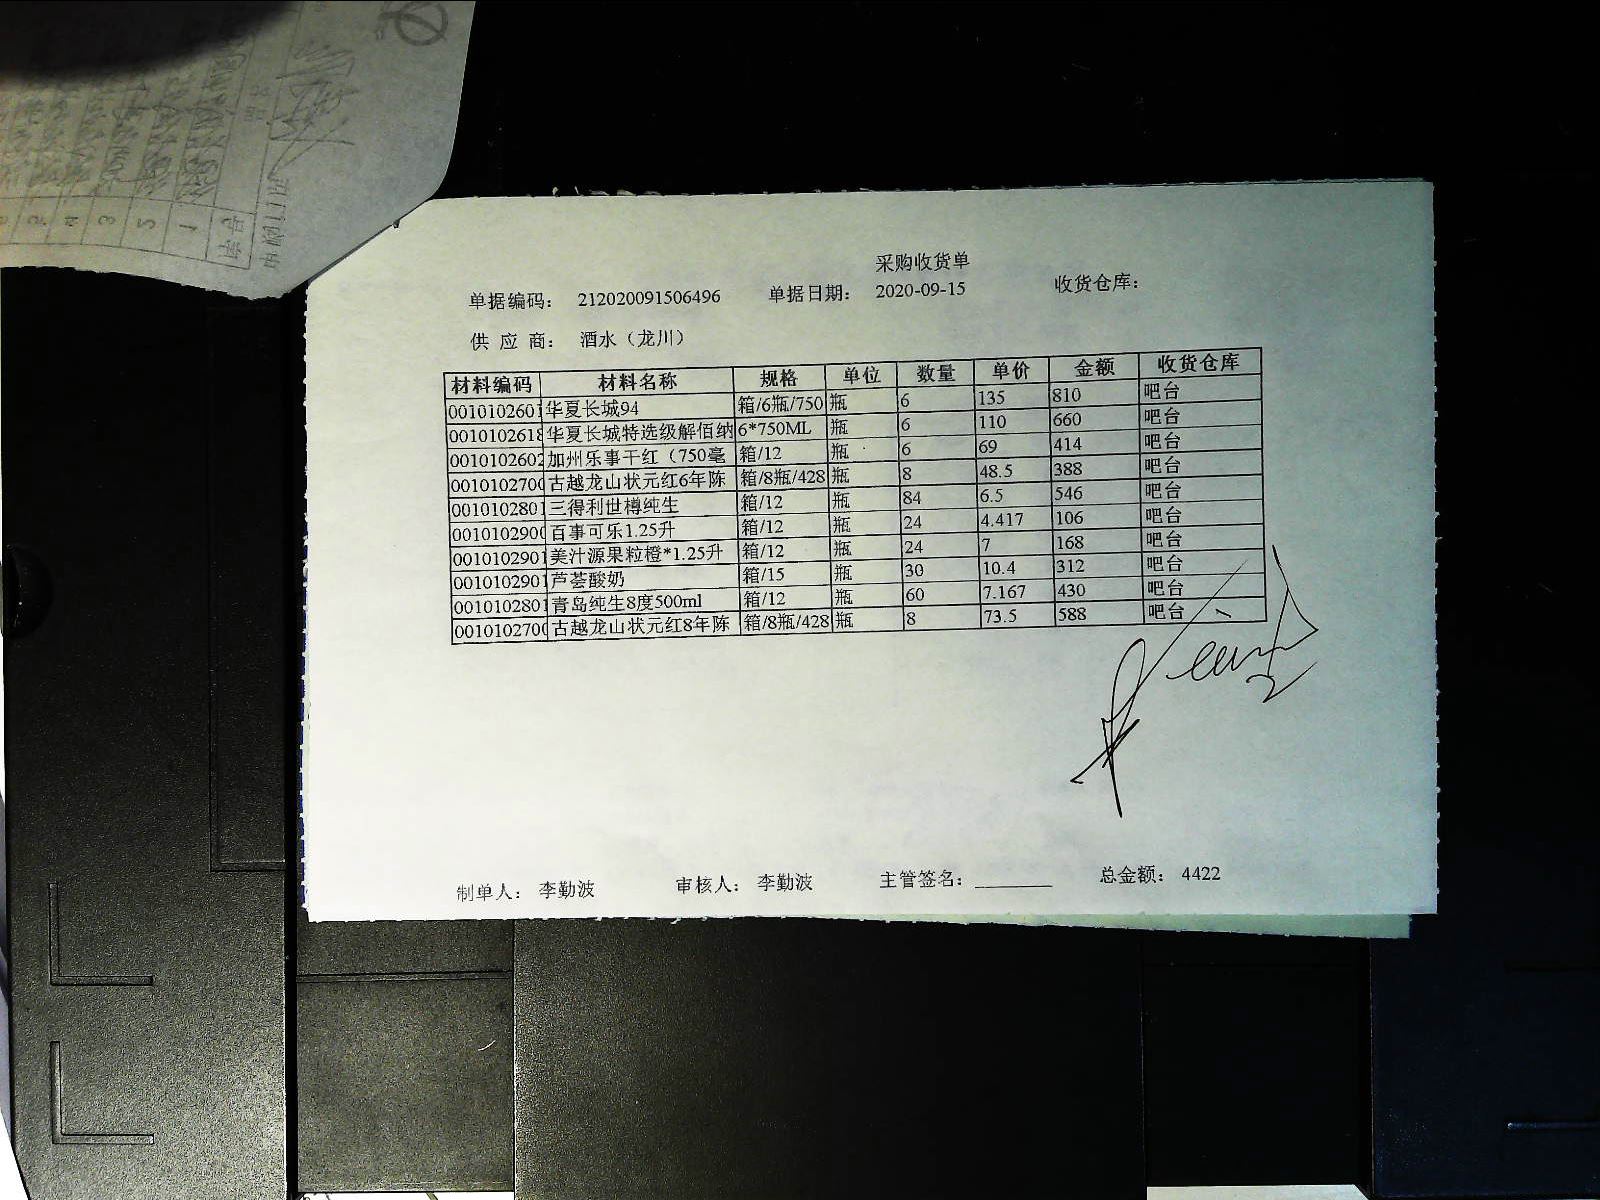 采购收货单
单据编码： 212020091506496 单据日期： 2020-09-15 收货仓库：
供 应 商： 酒水（龙川）
材料编码 材料名称 规格 单位 数量 单价 金额 收货仓库
0010102601 华夏长城94 箱/6瓶/750 瓶 6 135 810 吧台
0010102618 华夏长城特选级解佰纳 6*750ML 瓶 6 110 660 吧台
0010102602 加州乐事干红（750毫 箱/12 瓶 6 69 414 吧台
0010102700 古越龙山状元红6年陈 箱/8瓶/428 瓶 8 48.5 388 吧台
0010102801 三得利世樽纯生 箱/12 瓶 84 6.5 546 吧台
0010102900 百事可乐1.25升 箱/12 瓶 24 4.417 106 吧台
0010102901 美汁源果粒橙*1.25升 箱/12 瓶 24 7 168 吧台
0010102901 芦荟酸奶 箱/15 瓶 30 10.4 312 吧台
0010102801 青岛纯生8度500ml 箱/12 瓶 60 7.167 430 吧台
0010102700 古越龙山状元红8年陈 箱/8瓶/428 瓶 8 73.5 588 吧台
制单人： 李勤波 审核人： 李勤波 主管签名：________ 总金额： 4422